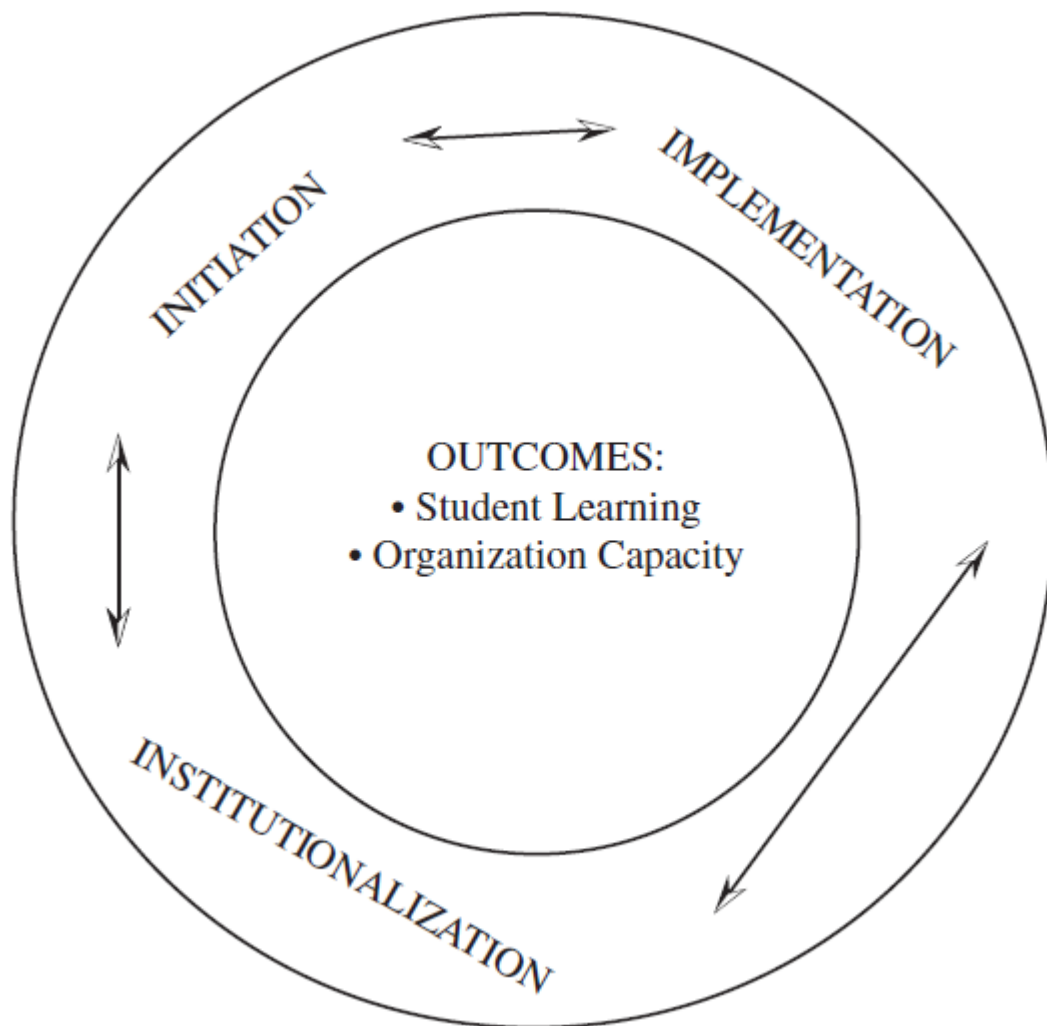 INITIATION
IMPLEMENTATION
OUTCOMES:
• Student Learning
• Organization Capacity
INSTITUTIONALIZATION